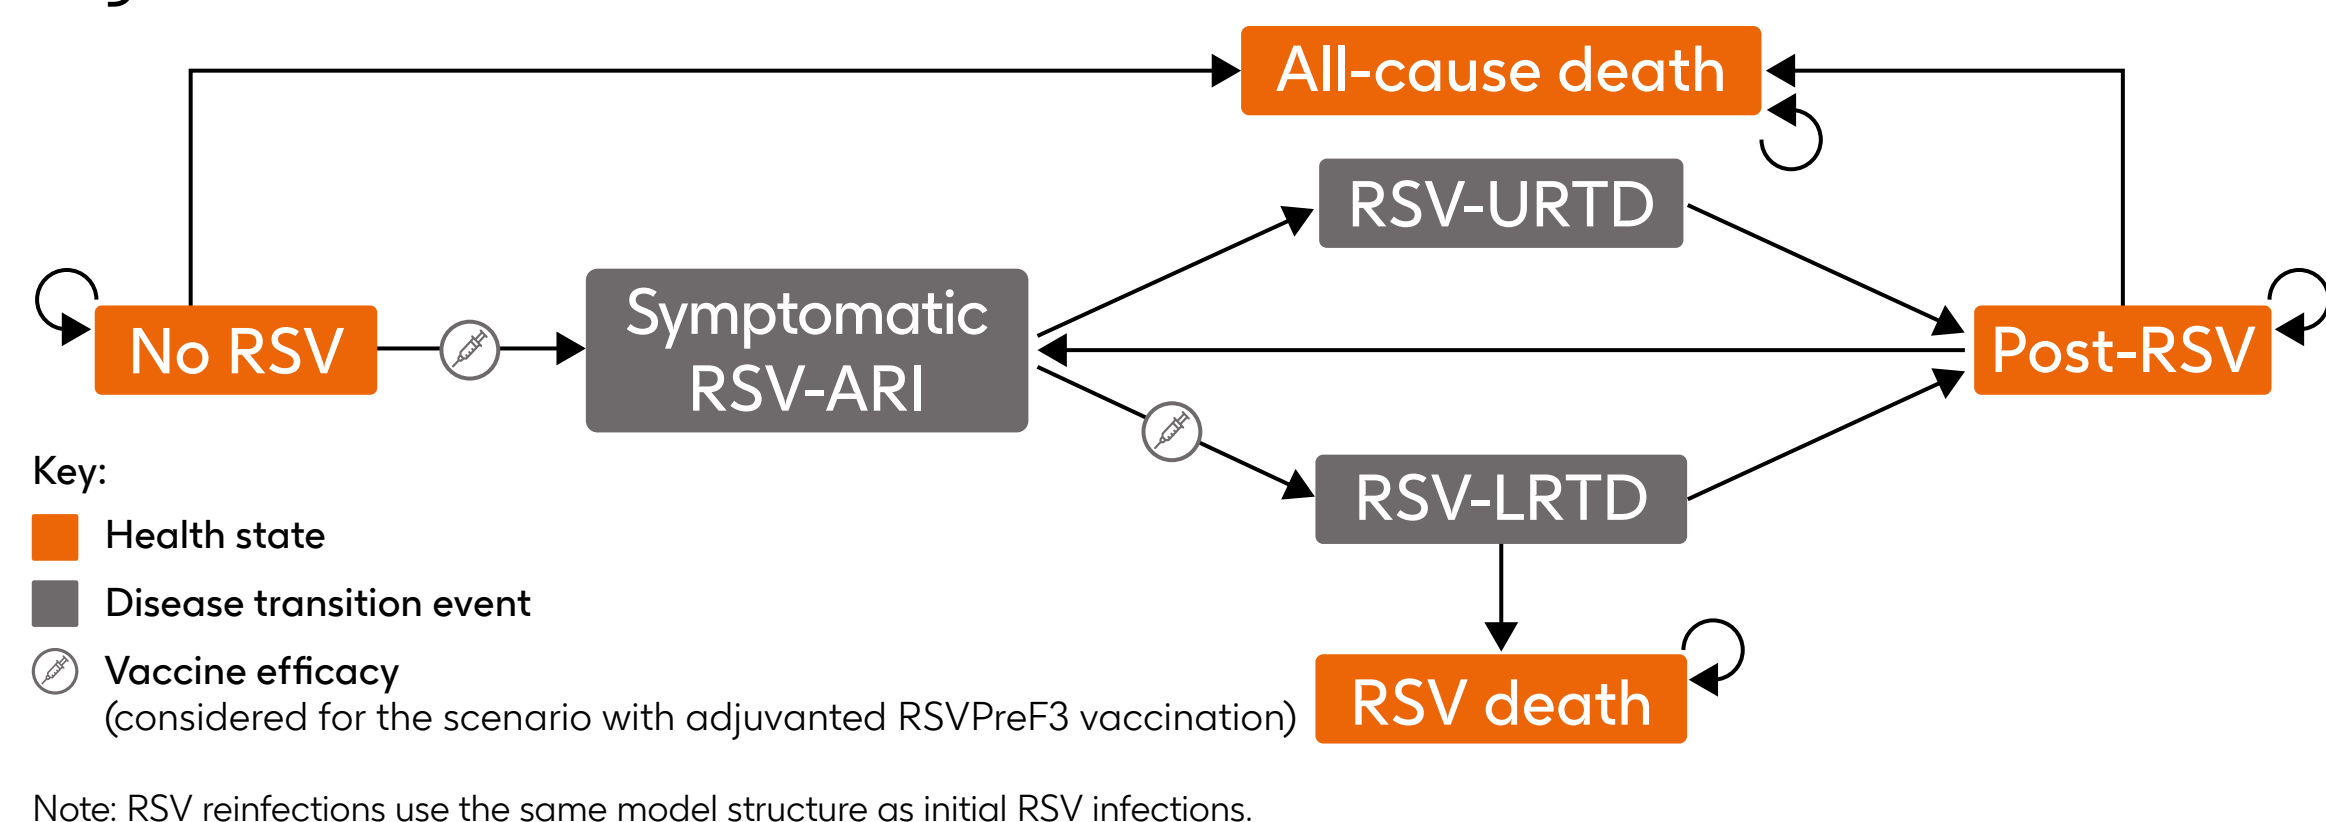 All-cause death
RSV-URTD
No RSV
Symptomatic
RSV-ARI
Post-RSV
RSV-LRTD
RSV death
Key:
Health state
Disease transition event
Vaccine efficacy
(considered for the scenario with adjuvanted RSVPreF3 vaccination)
Note: RSV reinfections use the same model structure as initial RSV infections.